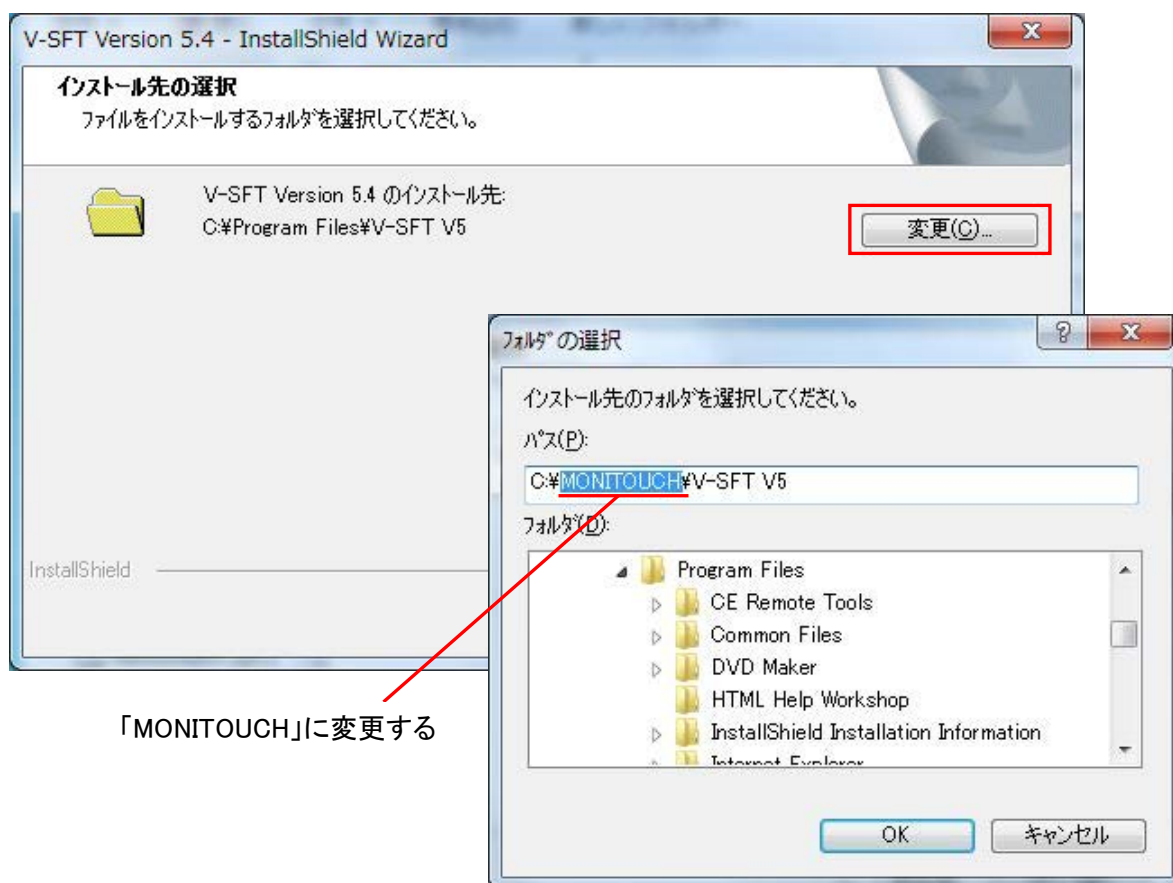 V-SFT Version 5.4 - InstallShield Wizard
インストール先の選択
ファイルをインストールするフォルダを選択してください。
V-SFT Version 5.4 のインストール先:
C:¥Program Files¥V-SFT V5
変更(C)...
InstallShield
フォルダの選択
インストール先のフォルダを選択してください。
パス(P):
C:¥MONITOUCH¥V-SFT V5
フォルダ(D):
Program Files
CE Remote Tools
Common Files
DVD Maker
HTML Help Workshop
InstallShield Installation Information
Internet Explorer
OK
キャンセル
「MONITOUCH」に変更する